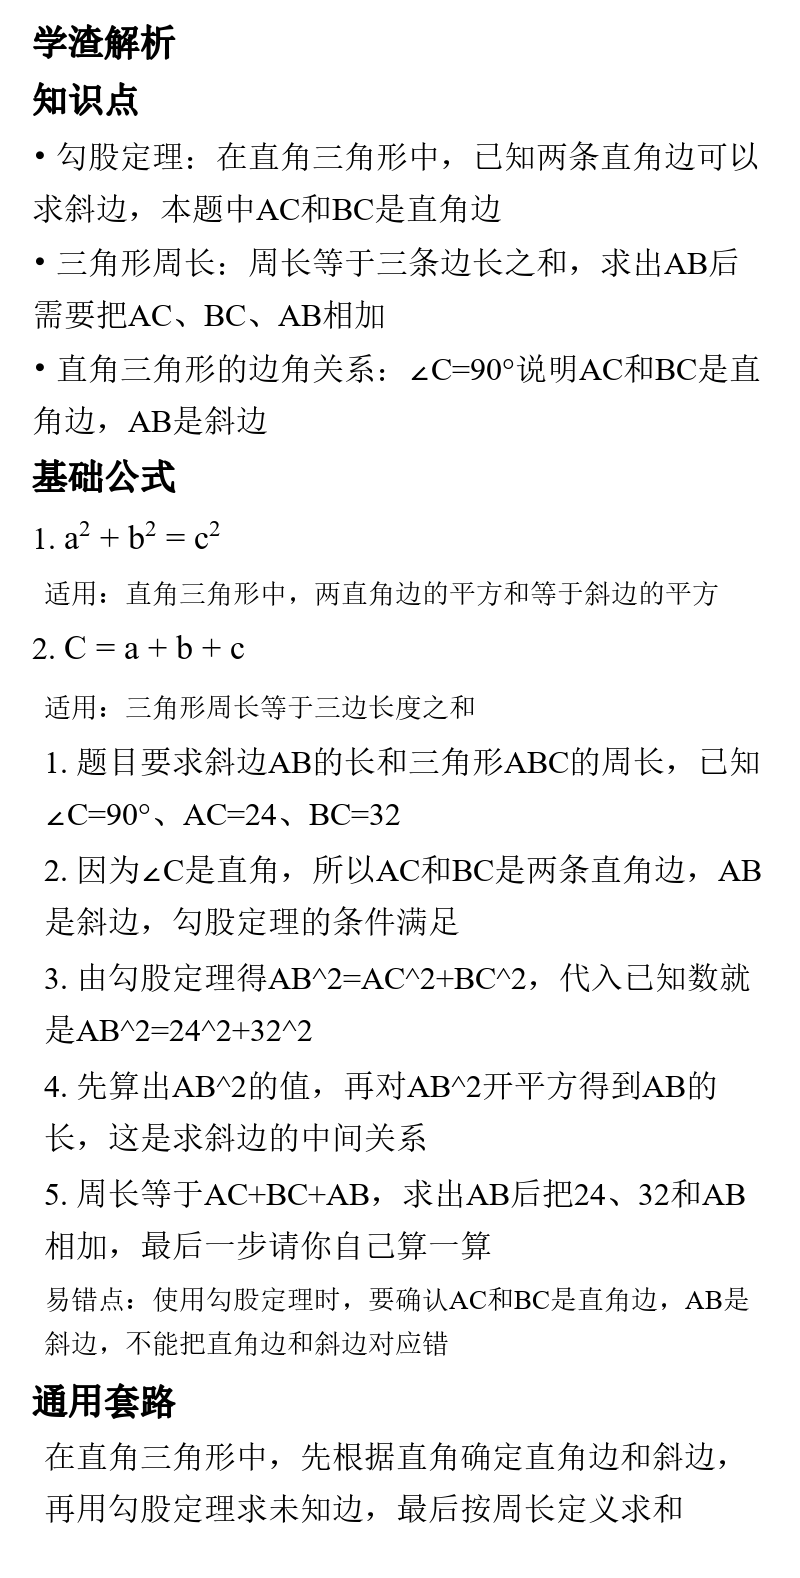 学渣解析
知识点
• 勾股定理：在直角三角形中，已知两条直角边可以
求斜边，本题中AC和BC是直角边
• 三角形周长：周长等于三条边长之和，求出AB后
需要把AC、BC、AB相加
• 直角三角形的边角关系：∠C=90°说明AC和BC是直
角边，AB是斜边
基础公式
1. a² + b² = c²
适用：直角三角形中，两直角边的平方和等于斜边的平方
2. C = a + b + c
适用：三角形周长等于三边长度之和
1. 题目要求斜边AB的长和三角形ABC的周长，已知
∠C=90°、AC=24、BC=32
2. 因为∠C是直角，所以AC和BC是两条直角边，AB
是斜边，勾股定理的条件满足
3. 由勾股定理得AB^2=AC^2+BC^2，代入已知数就
是AB^2=24^2+32^2
4. 先算出AB^2的值，再对AB^2开平方得到AB的
长，这是求斜边的中间关系
5. 周长等于AC+BC+AB，求出AB后把24、32和AB
相加，最后一步请你自己算一算
易错点：使用勾股定理时，要确认AC和BC是直角边，AB是
斜边，不能把直角边和斜边对应错
通用套路
在直角三角形中，先根据直角确定直角边和斜边，
再用勾股定理求未知边，最后按周长定义求和